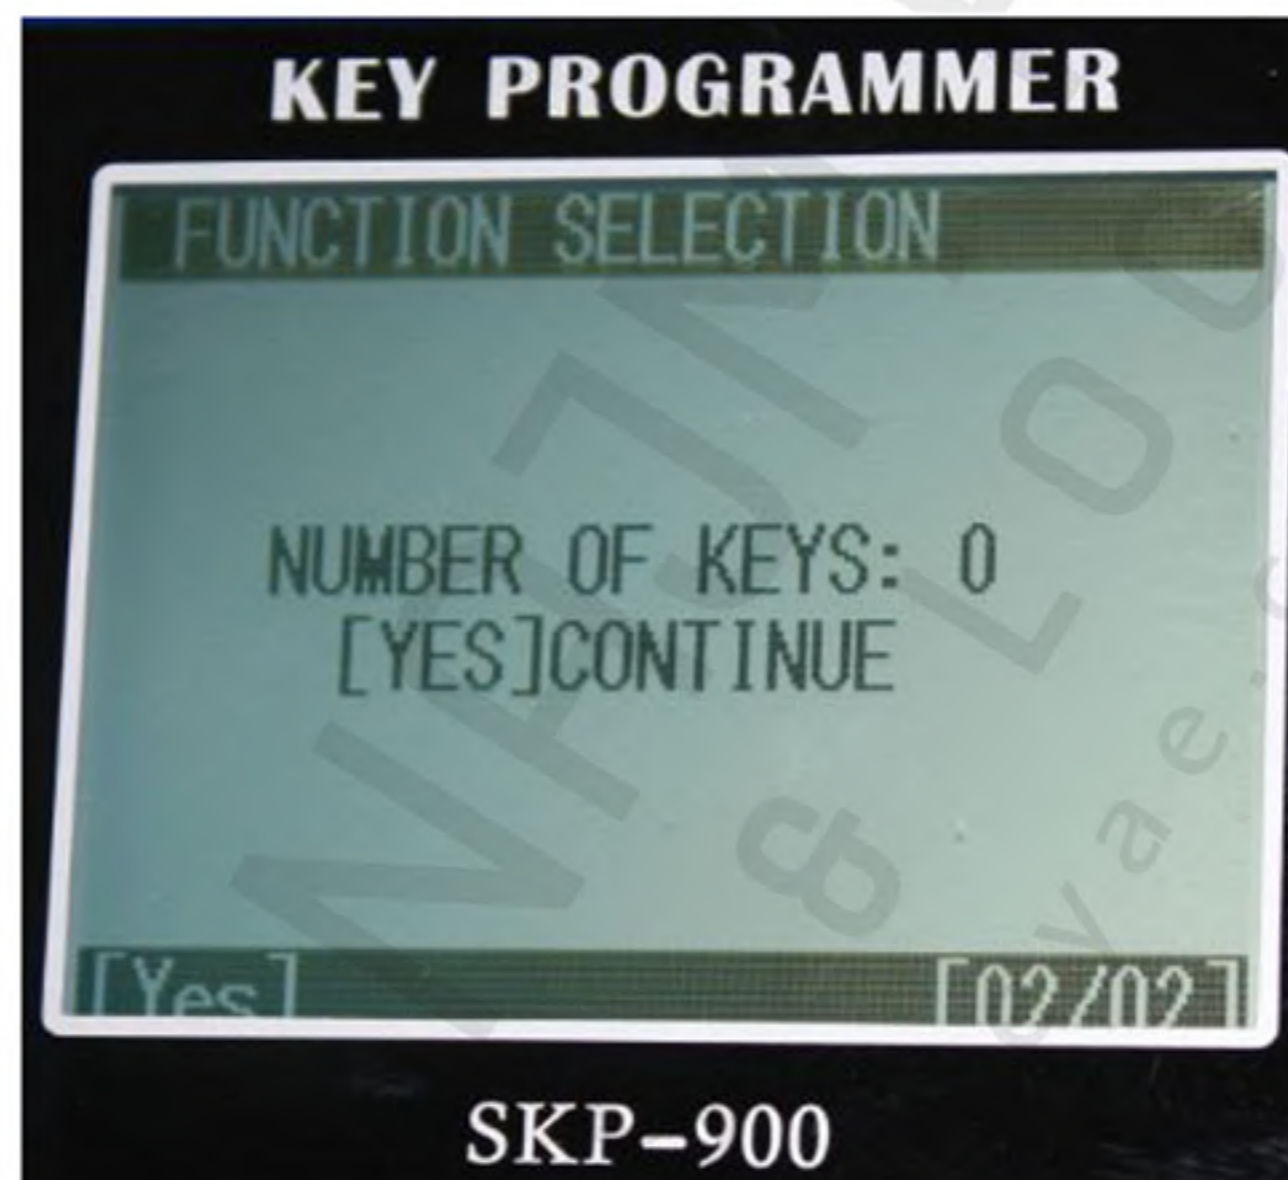 KEY PROGRAMMER
FUNCTION SELECTION
NUMBER OF KEYS: 0
[YES]CONTINUE
[Yes] [02/02]
SKP-900